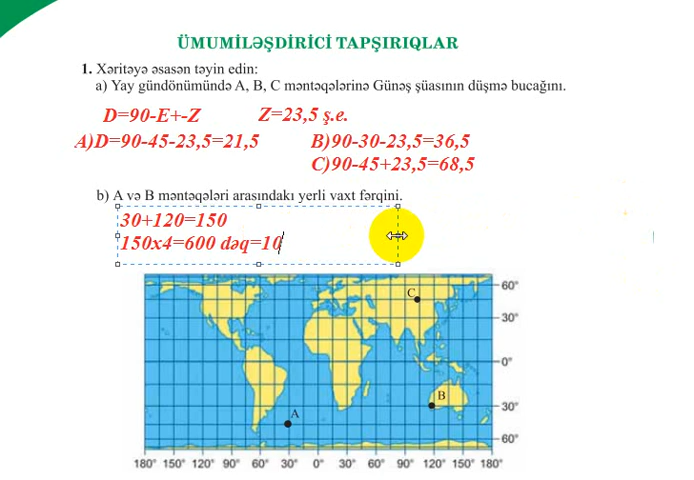 ÜMUMİLƏŞDİRİCİ TAPŞIRIQLAR
1. Xəritəyə əsasən təyin edin:
a) Yay gündönümündə A, B, C məntəqələrinə Günəş şüasının düşmə bucağını.
D=90-E+-Z Z=23,5 ş.e.
A)D=90-45-23,5=21,5 B)90-30-23,5=36,5
C)90-45+23,5=68,5
b) A və B məntəqələri arasındakı yerli vaxt fərqini.
30+120=150
150x4=600 dəq=10
60°
C
30°
0°
B
30°
A
60°
180° 150° 120° 90° 60° 30° 0° 30° 60° 90° 120° 150° 180°